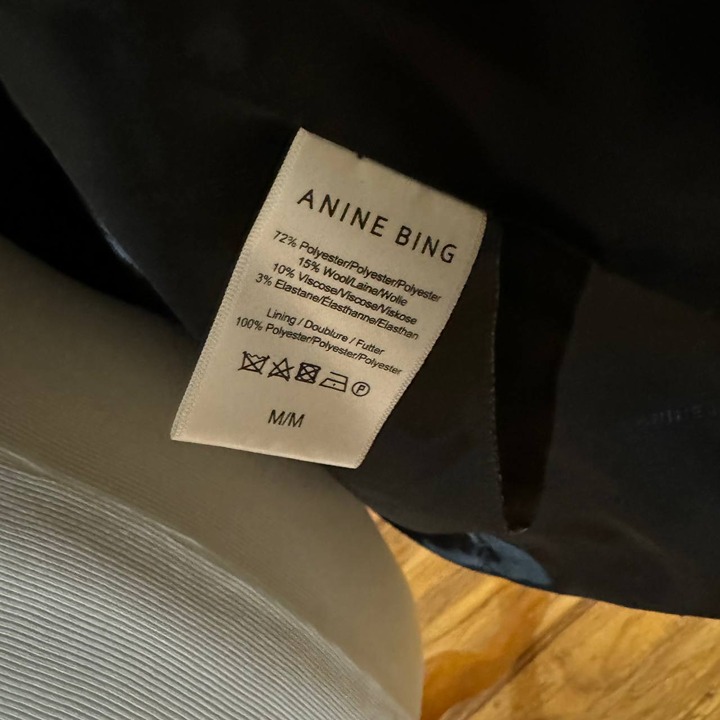 ANINE BING
72% Polyester/Polyester/Polyester
15% Wool/Laine/Wolle
10% Viscose/Viscose/Viskose
3% Elastane/Élasthanne/Elasthan
Lining / Doublure / Futter
100% Polyester/Polyester/Polyester
P
M/M